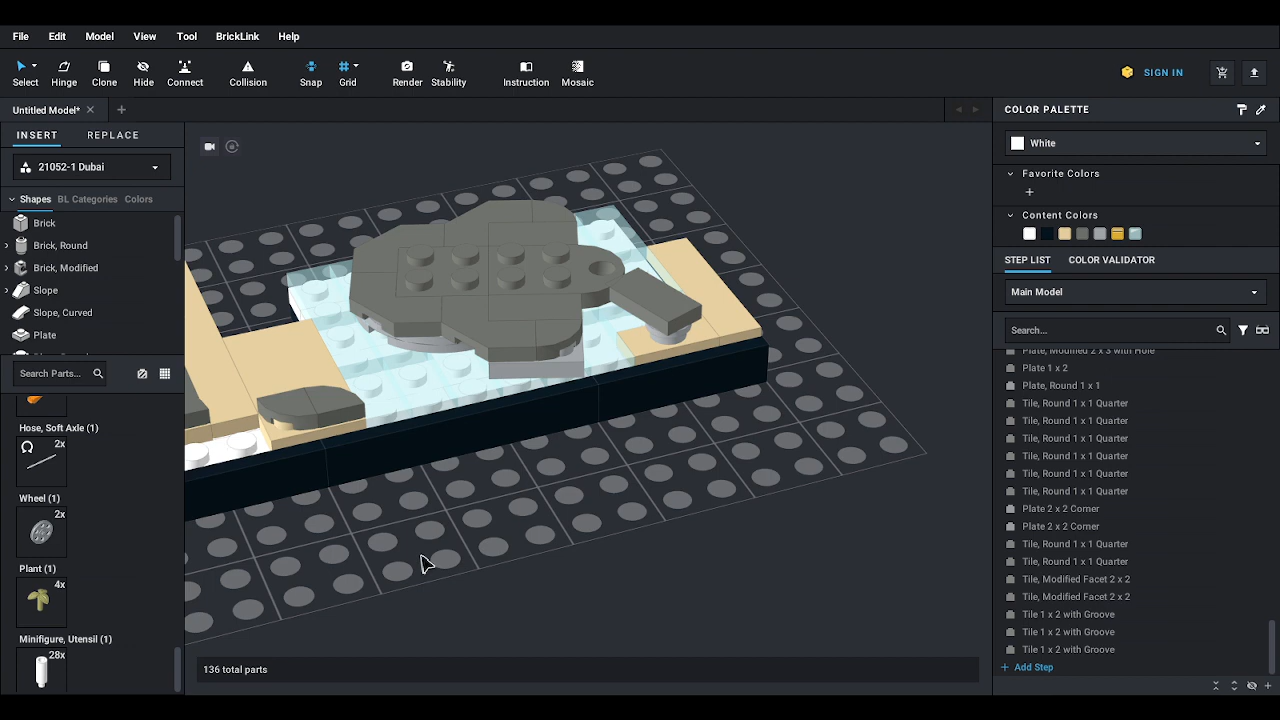 File Edit Model View Tool BrickLink Help
Select Hinge Clone Hide Connect Collision Snap Grid Render Stability Instruction Mosaic SIGN IN
Untitled Model*
INSERT REPLACE
21052-1 Dubai
Shapes BL Categories Colors
Brick
Brick, Round
Brick, Modified
Slope
Slope, Curved
Plate
Search Parts...
Hose, Soft Axle (1)
2x
Wheel (1)
2x
Plant (1)
4x
Minifigure, Utensil (1)
28x
136 total parts
COLOR PALETTE
White
Favorite Colors
Content Colors
STEP LIST COLOR VALIDATOR
Main Model
Search...
Plate, Modified 2 x 3 with Hole
Plate 1 x 2
Plate, Round 1 x 1
Tile, Round 1 x 1 Quarter
Tile, Round 1 x 1 Quarter
Tile, Round 1 x 1 Quarter
Tile, Round 1 x 1 Quarter
Tile, Round 1 x 1 Quarter
Tile, Round 1 x 1 Quarter
Plate 2 x 2 Corner
Plate 2 x 2 Corner
Tile, Round 1 x 1 Quarter
Tile, Round 1 x 1 Quarter
Tile, Modified Facet 2 x 2
Tile, Modified Facet 2 x 2
Tile 1 x 2 with Groove
Tile 1 x 2 with Groove
Tile 1 x 2 with Groove
Add Step